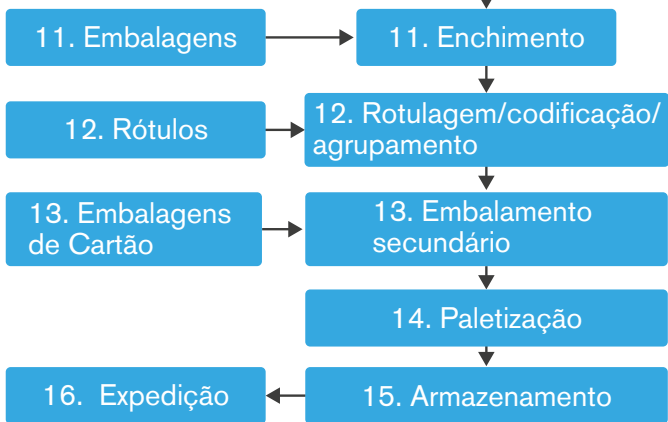 11. Embalagens
11. Enchimento
12. Rótulos
12. Rotulagem/codificação/
agrupamento
13. Embalagens
de Cartão
13. Embalamento
secundário
14. Paletização
16. Expedição
15. Armazenamento